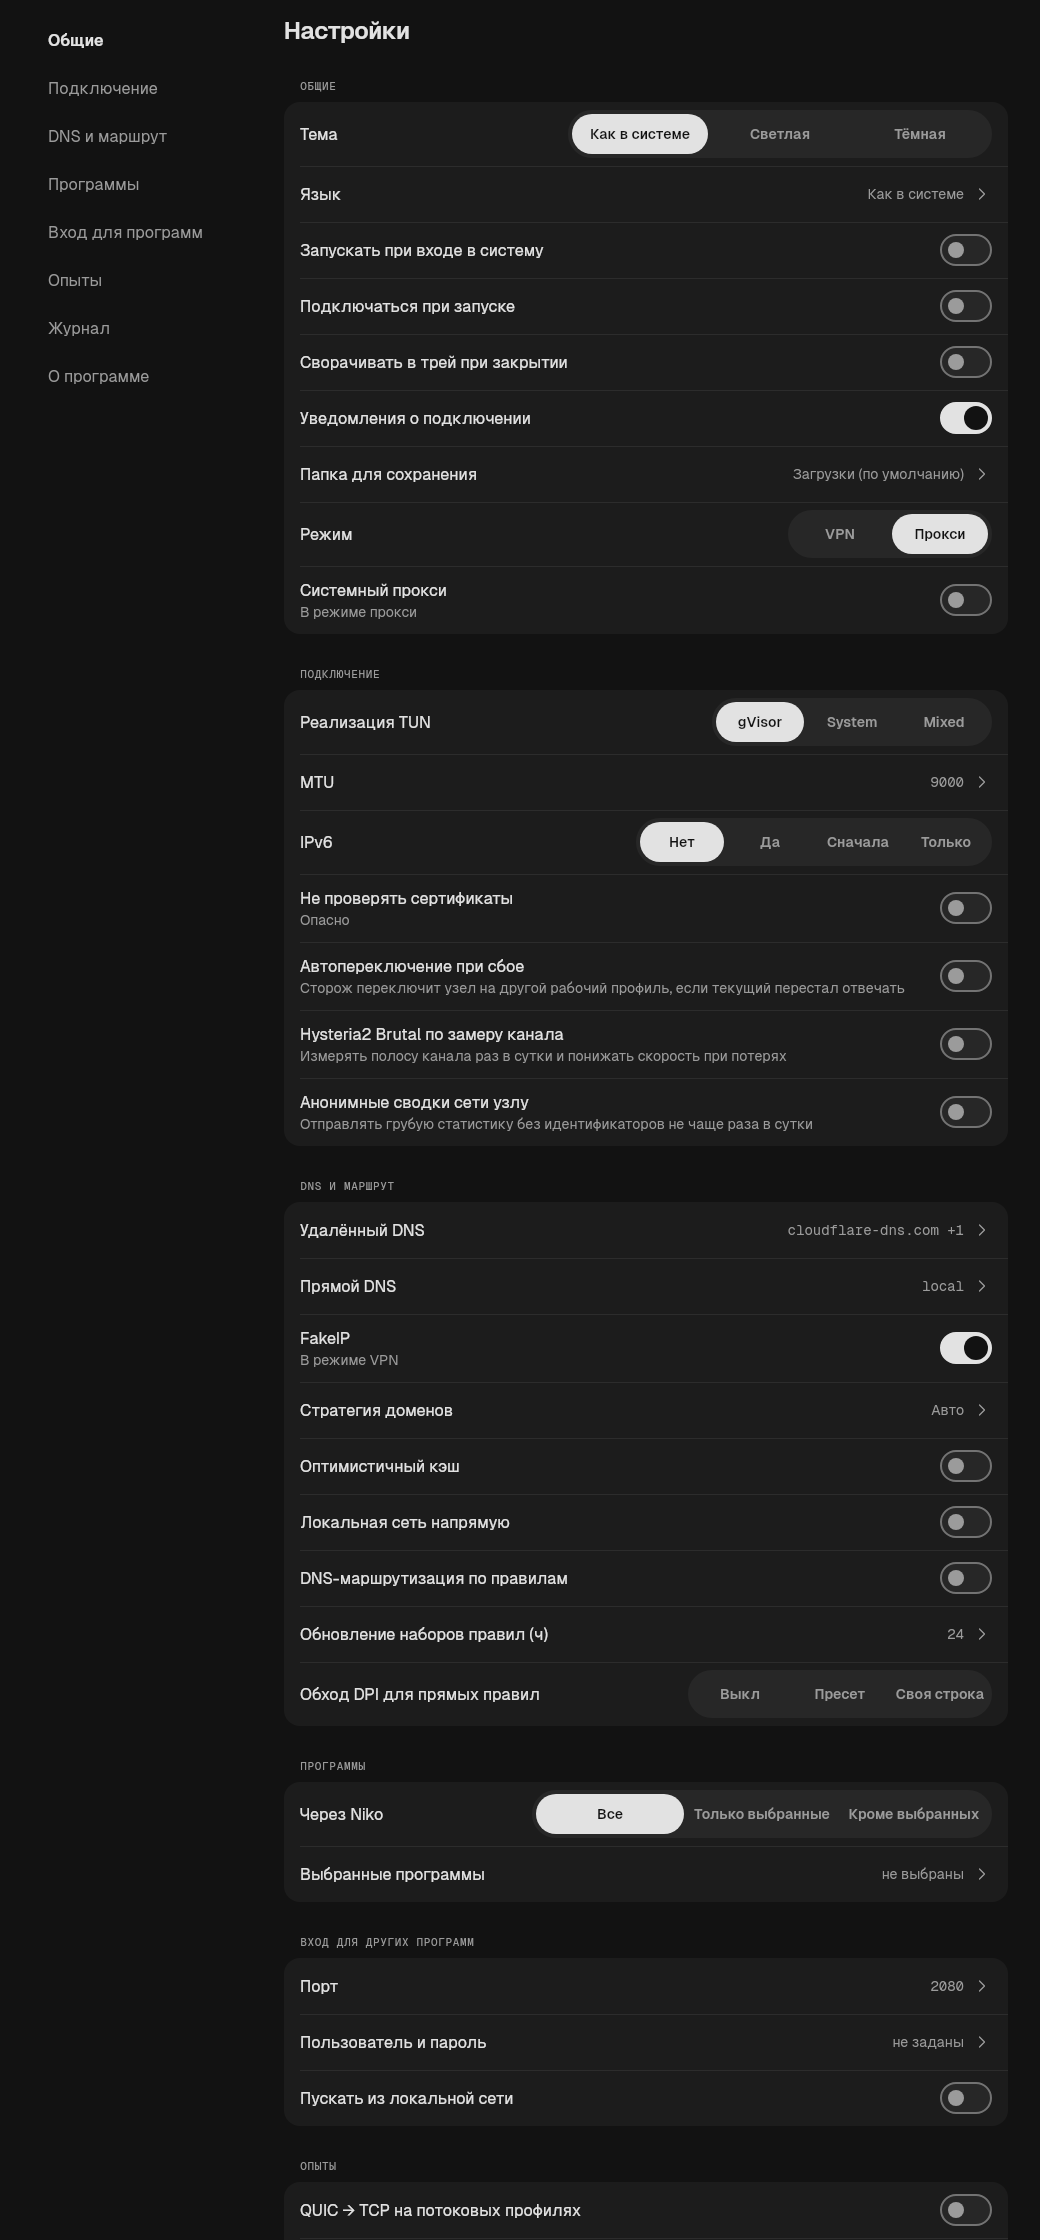 Общие
Подключение
DNS и маршрут
Программы
Вход для программ
Опыты
Журнал
О программе
Настройки
ОБЩИЕ
Тема Как в системе Светлая Тёмная
Язык Как в системе
Запускать при входе в систему
Подключаться при запуске
Сворачивать в трей при закрытии
Уведомления о подключении
Папка для сохранения Загрузки (по умолчанию)
Режим VPN Прокси
Системный прокси
В режиме прокси
ПОДКЛЮЧЕНИЕ
Реализация TUN gVisor System Mixed
MTU 9000
IPv6 Нет Да Сначала Только
Не проверять сертификаты
Опасно
Автопереключение при сбое
Сторож переключит узел на другой рабочий профиль, если текущий перестал отвечать
Hysteria2 Brutal по замеру канала
Измерять полосу канала раз в сутки и понижать скорость при потерях
Анонимные сводки сети узлу
Отправлять грубую статистику без идентификаторов не чаще раза в сутки
DNS И МАРШРУТ
Удалённый DNS cloudflare-dns.com +1
Прямой DNS local
FakeIP
В режиме VPN
Стратегия доменов Авто
Оптимистичный кэш
Локальная сеть напрямую
DNS-маршрутизация по правилам
Обновление наборов правил (ч) 24
Обход DPI для прямых правил Выкл Пресет Своя строка
ПРОГРАММЫ
Через Niko Все Только выбранные Кроме выбранных
Выбранные программы не выбраны
ВХОД ДЛЯ ДРУГИХ ПРОГРАММ
Порт 2080
Пользователь и пароль не заданы
Пускать из локальной сети
ОПЫТЫ
QUIC → TCP на потоковых профилях